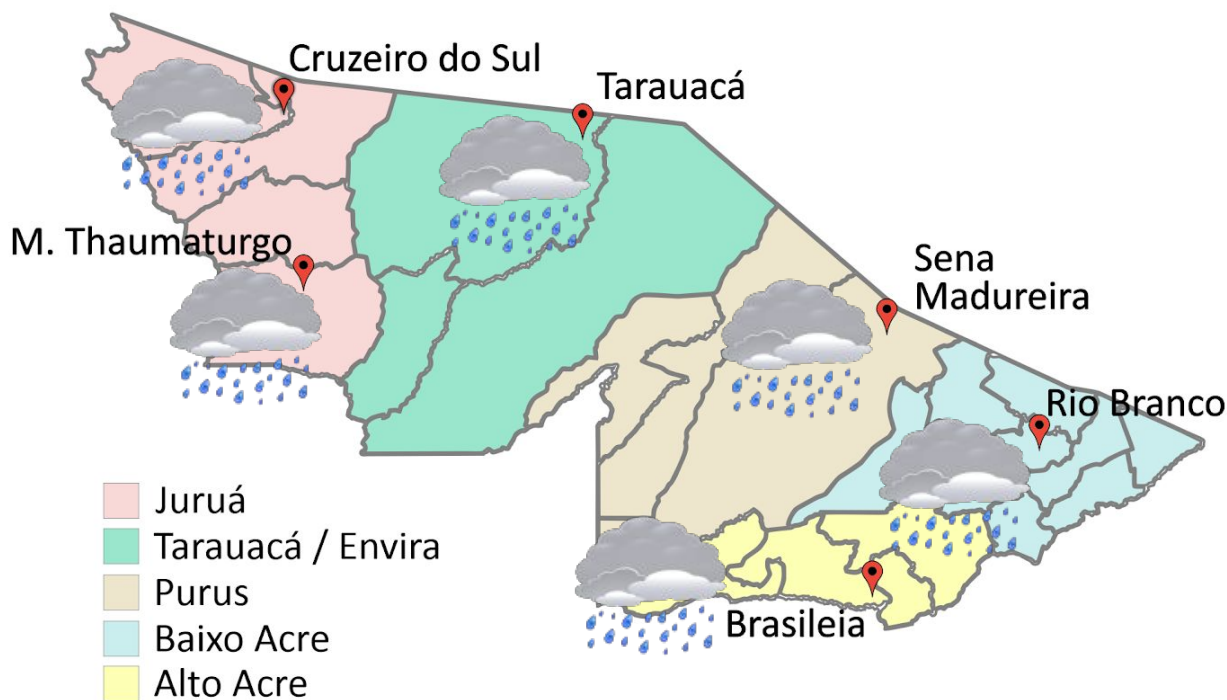 Cruzeiro do Sul
Tarauacá
M. Thaumaturgo
Sena
Madureira
Rio Branco
Brasileia
Juruá
Tarauacá / Envira
Purus
Baixo Acre
Alto Acre